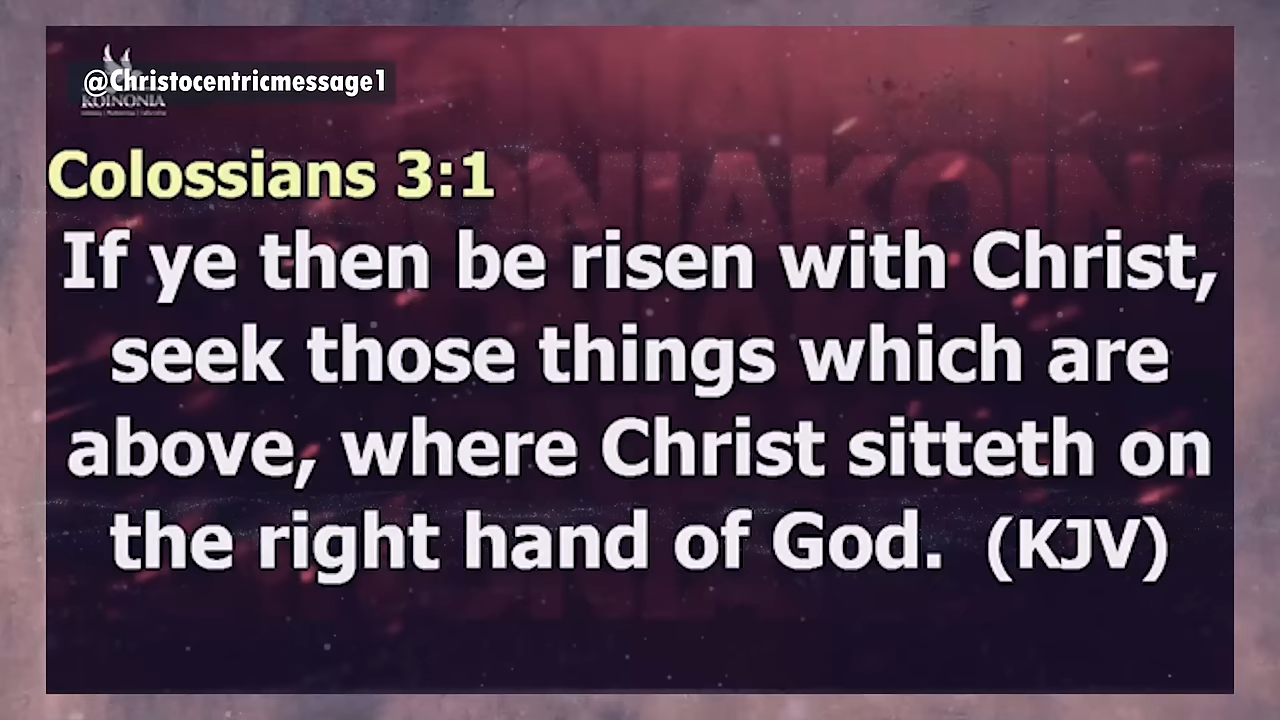 @Christocentricmessage1
KOINONIA
Colossians 3:1
If ye then be risen with Christ,
seek those things which are
above, where Christ sitteth on
the right hand of God. (KJV)